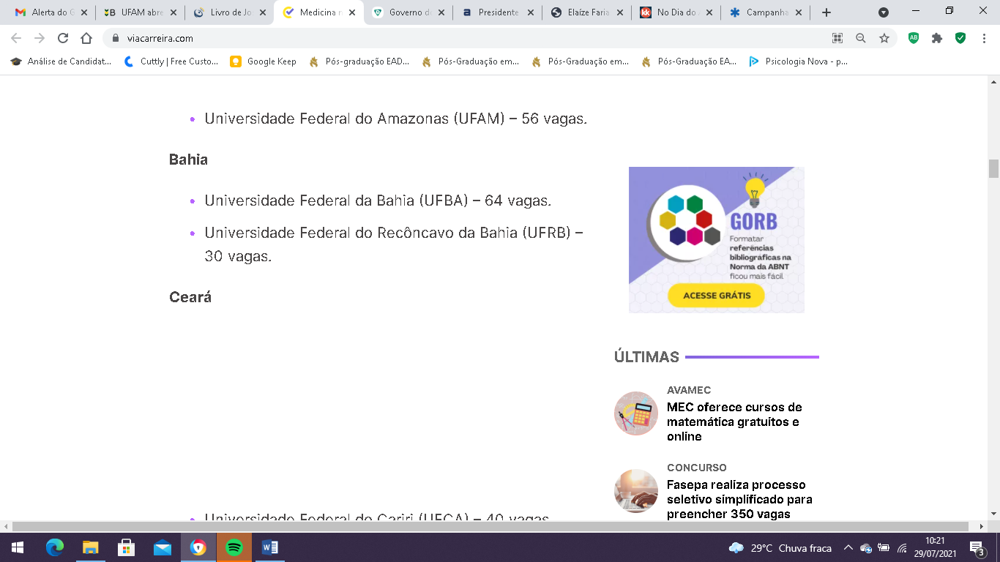 Alerta do G
UFAM abre
Livro de Jo
Medicina n
Governo d
Presidente
Elaíze Faria
No Dia do
Campanha
viacarreira.com
Análise de Candidat...
Cuttly | Free Custo...
Google Keep
Pós-graduação EAD...
Pós-Graduação em...
Pós-Graduação em...
Pós-Graduação EA...
Psicologia Nova - p...
Universidade Federal do Amazonas (UFAM) – 56 vagas.
Bahia
Universidade Federal da Bahia (UFBA) – 64 vagas.
Universidade Federal do Recôncavo da Bahia (UFRB) –
30 vagas.
Ceará
Universidade Federal do Cariri (UFCA) – 40 vagas
GORB
Formatar
referências
bibliográficas na
Norma da ABNT
ficou mais fácil
ACESSE GRÁTIS
ÚLTIMAS
AVAMEC
MEC oferece cursos de
matemática gratuitos e
online
CONCURSO
Fasepa realiza processo
seletivo simplificado para
preencher 350 vagas
29°C Chuva fraca
10:21
29/07/2021
3